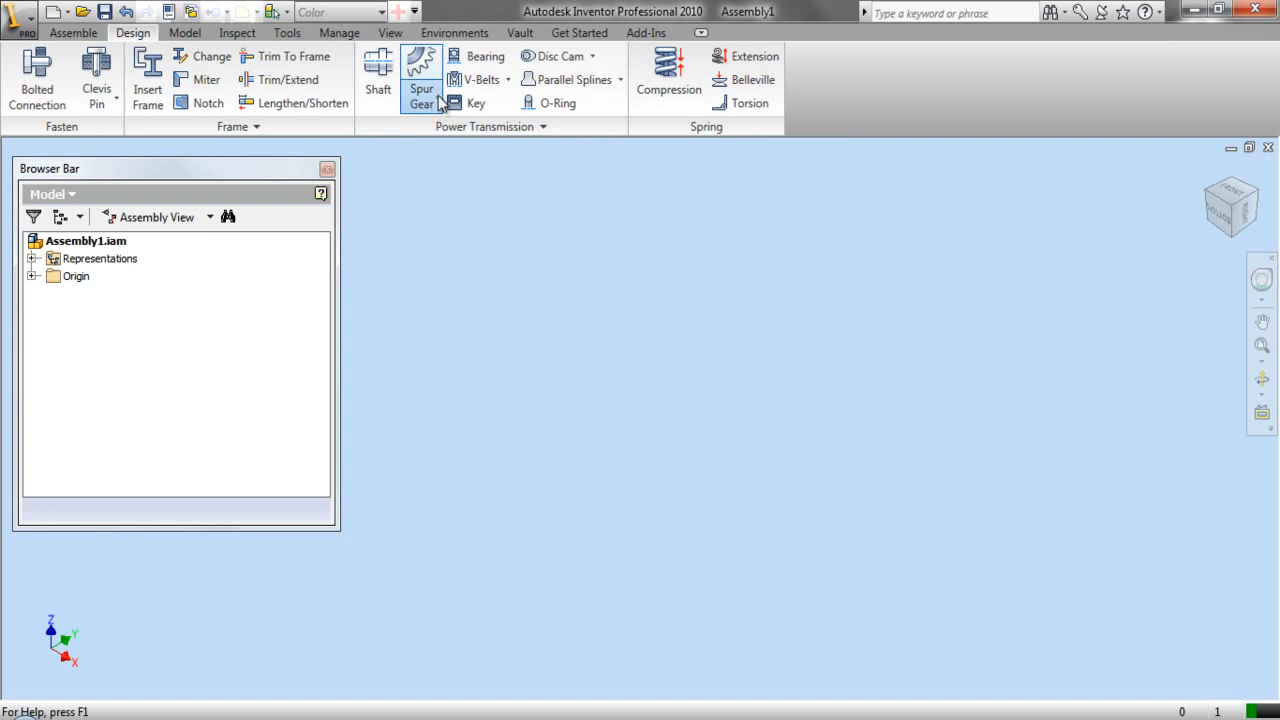 Color
Autodesk Inventor Professional 2010 Assembly1
Type a keyword or phrase
PRO
Assemble Design Model Inspect Tools Manage View Environments Vault Get Started Add-Ins
Bolted Connection
Clevis Pin
Insert Frame
Change
Miter
Notch
Trim To Frame
Trim/Extend
Lengthen/Shorten
Shaft
Spur Gear
Bearing
V-Belts
Key
Disc Cam
Parallel Splines
O-Ring
Compression
Extension
Belleville
Torsion
Fasten
Frame
Power Transmission
Spring
Browser Bar
Model
Assembly View
Assembly1.iam
Representations
Origin
FRONT
Z
Y
X
For Help, press F1
0 1